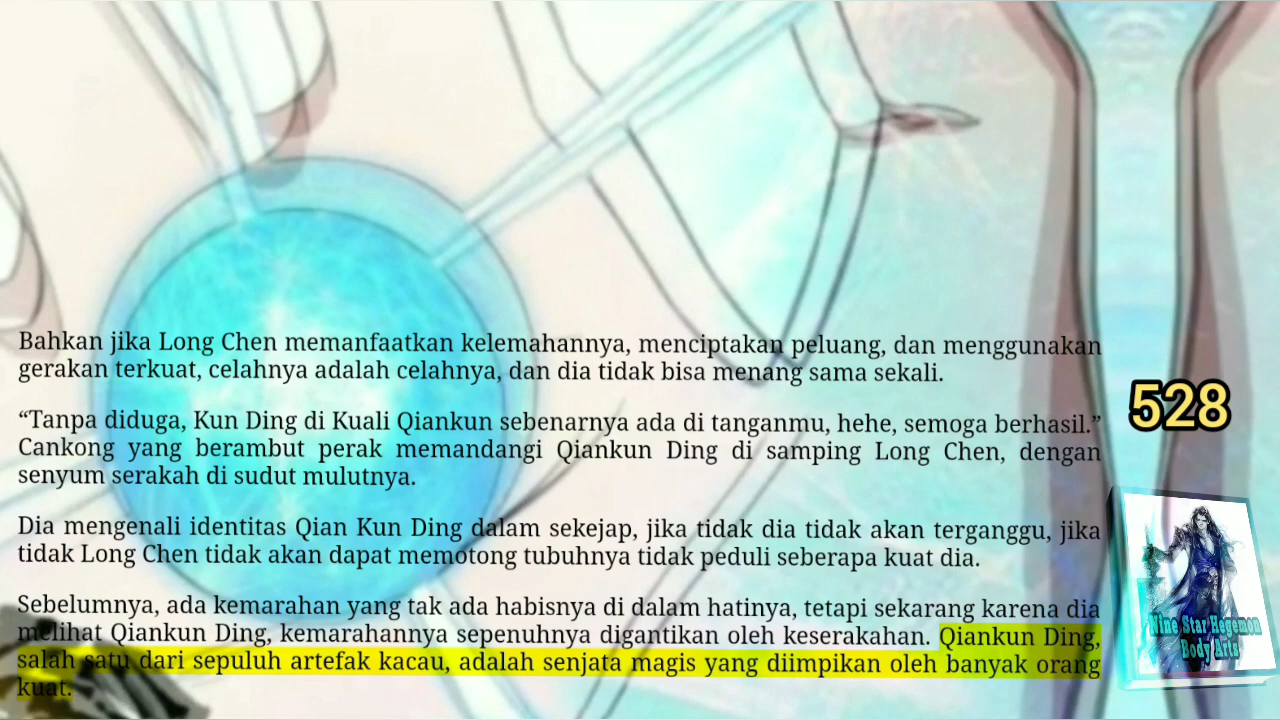 Bahkan jika Long Chen memanfaatkan kelemahannya, menciptakan peluang, dan menggunakan
gerakan terkuat, celahnya adalah celahnya, dan dia tidak bisa menang sama sekali.
“Tanpa diduga, Kun Ding di Kuali Qiankun sebenarnya ada di tanganmu, hehe, semoga berhasil.”
Cankong yang berambut perak memandangi Qiankun Ding di samping Long Chen, dengan
senyum serakah di sudut mulutnya.
Dia mengenali identitas Qian Kun Ding dalam sekejap, jika tidak dia tidak akan terganggu, jika
tidak Long Chen tidak akan dapat memotong tubuhnya tidak peduli seberapa kuat dia.
Sebelumnya, ada kemarahan yang tak ada habisnya di dalam hatinya, tetapi sekarang karena dia
melihat Qiankun Ding, kemarahannya sepenuhnya digantikan oleh keserakahan. Qiankun Ding,
salah satu dari sepuluh artefak kacau, adalah senjata magis yang diimpikan oleh banyak orang
kuat.
528
Nine Star Hegemon
Body Arts